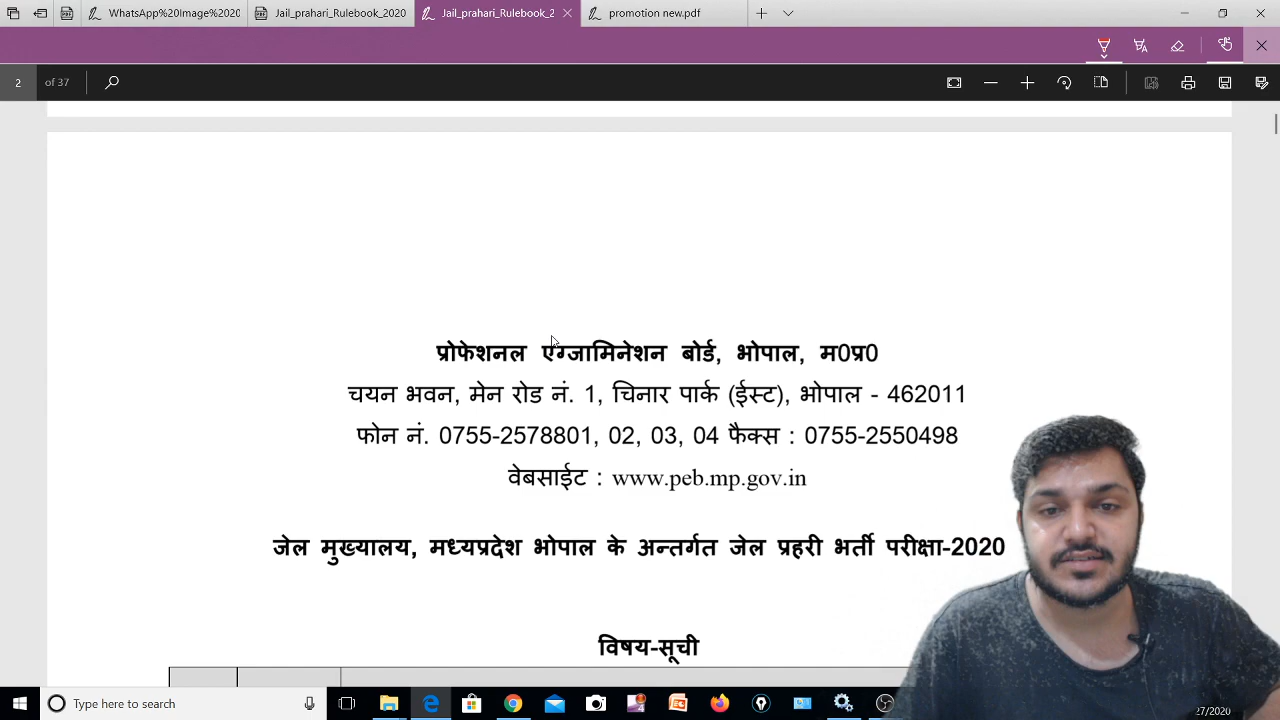 WhatsApp%20Image%2020
Jail_prahari_Rulebook_2020
Jail_prahari_Rulebook_2
promotion new.pdf
2 of 37
प्रोफेशनल एग्जामिनेशन बोर्ड, भोपाल, म0प्र0
चयन भवन, मेन रोड नं. 1, चिनार पार्क (ईस्ट), भोपाल - 462011
फोन नं. 0755-2578801, 02, 03, 04 फैक्स : 0755-2550498
वेबसाईट : www.peb.mp.gov.in
जेल मुख्यालय, मध्यप्रदेश भोपाल के अन्तर्गत जेल प्रहरी भर्ती परीक्षा-2020
विषय-सूची
Type here to search
27/2020